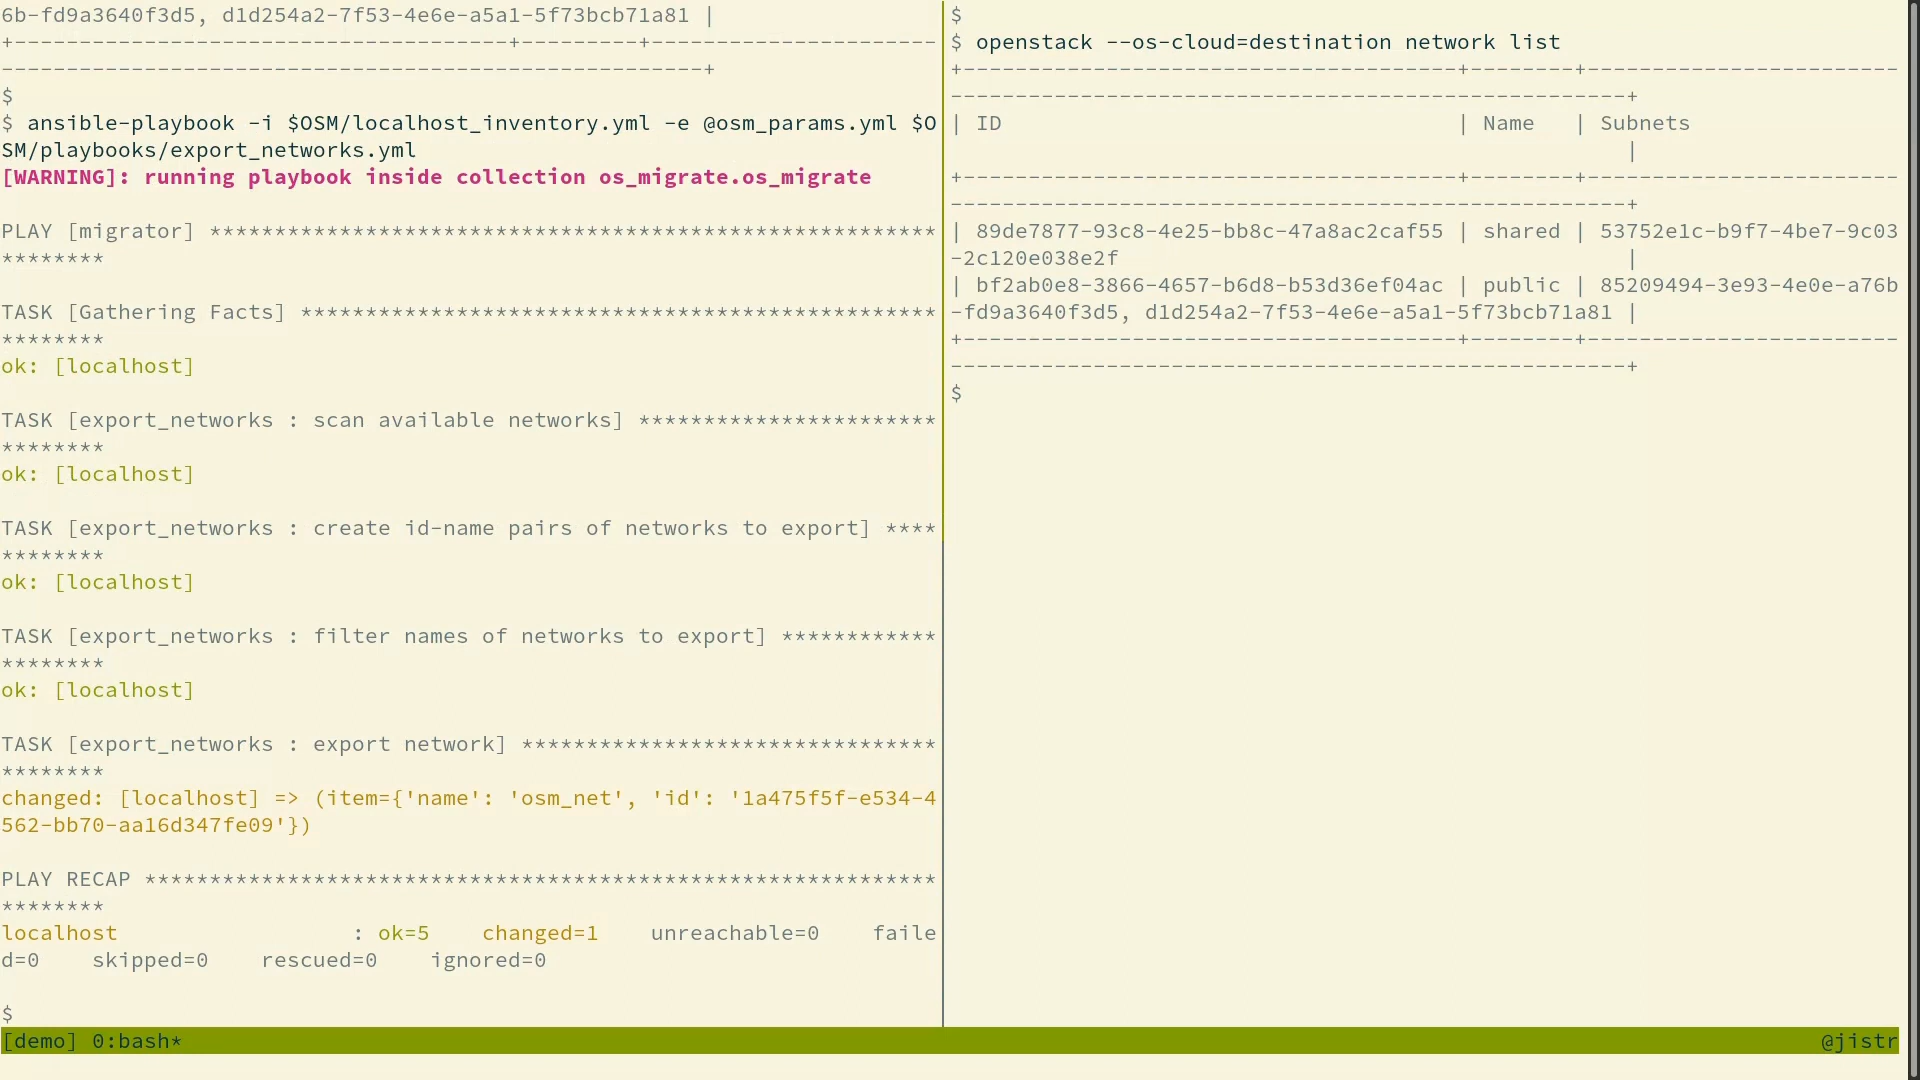 6b-fd9a3640f3d5, d1d254a2-7f53-4e6e-a5a1-5f73bcb71a81 |
+--------------------------------------+---------+----------------------
------------------------------------------------------+
$
$ ansible-playbook -i $OSM/localhost_inventory.yml -e @osm_params.yml $O
SM/playbooks/export_networks.yml
[WARNING]: running playbook inside collection os_migrate.os_migrate
PLAY [migrator] ********************************************************
********
TASK [Gathering Facts] *************************************************
********
ok: [localhost]
TASK [export_networks : scan available networks] ***********************
********
ok: [localhost]
TASK [export_networks : create id-name pairs of networks to export] ****
********
ok: [localhost]
TASK [export_networks : filter names of networks to export] ************
********
ok: [localhost]
TASK [export_networks : export network] ********************************
********
changed: [localhost] => (item={'name': 'osm_net', 'id': '1a475f5f-e534-4
562-bb70-aa16d347fe09'})
PLAY RECAP *************************************************************
********
localhost                  : ok=5    changed=1    unreachable=0    faile
d=0    skipped=0    rescued=0    ignored=0
$
$
$ openstack --os-cloud=destination network list
+--------------------------------------+--------+------------------------
----------------------------------------------------+
| ID                                   | Name   | Subnets
                                                    |
+--------------------------------------+--------+------------------------
----------------------------------------------------+
| 89de7877-93c8-4e25-bb8c-47a8ac2caf55 | shared | 53752e1c-b9f7-4be7-9c03
-2c120e038e2f                                       |
| bf2ab0e8-3866-4657-b6d8-b53d36ef04ac | public | 85209494-3e93-4e0e-a76b
-fd9a3640f3d5, d1d254a2-7f53-4e6e-a5a1-5f73bcb71a81 |
+--------------------------------------+--------+------------------------
----------------------------------------------------+
$
[demo] 0:bash* @jistr